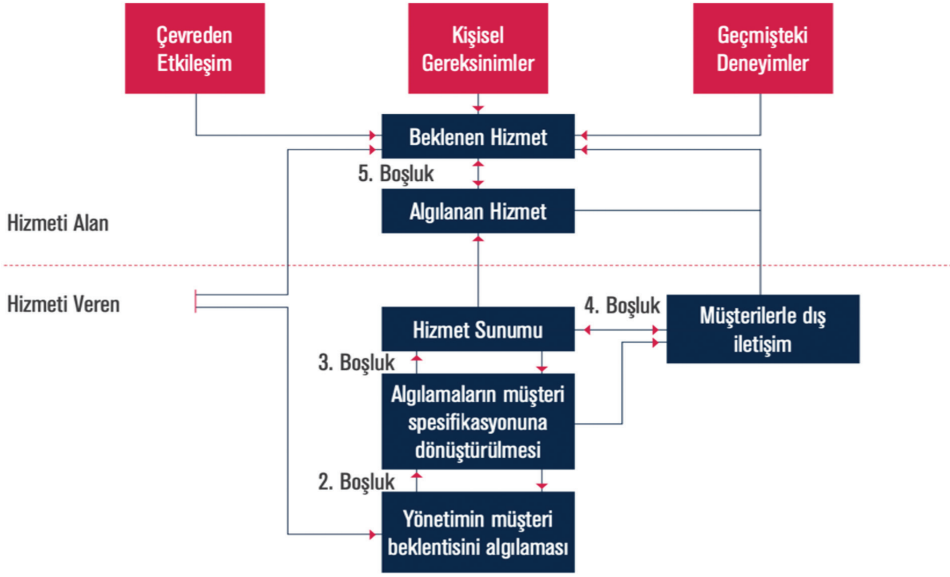 Çevreden
Etkileşim
Kişisel
Gereksinimler
Geçmişteki
Deneyimler
Beklenen Hizmet
5. Boşluk
Algılanan Hizmet
Hizmeti Alan
Hizmeti Veren
4. Boşluk
Hizmet Sunumu
Müşterilerle dış
iletişim
3. Boşluk
Algılamaların müşteri
spesifikasyonuna
dönüştürülmesi
2. Boşluk
Yönetimin müşteri
beklentisini algılaması